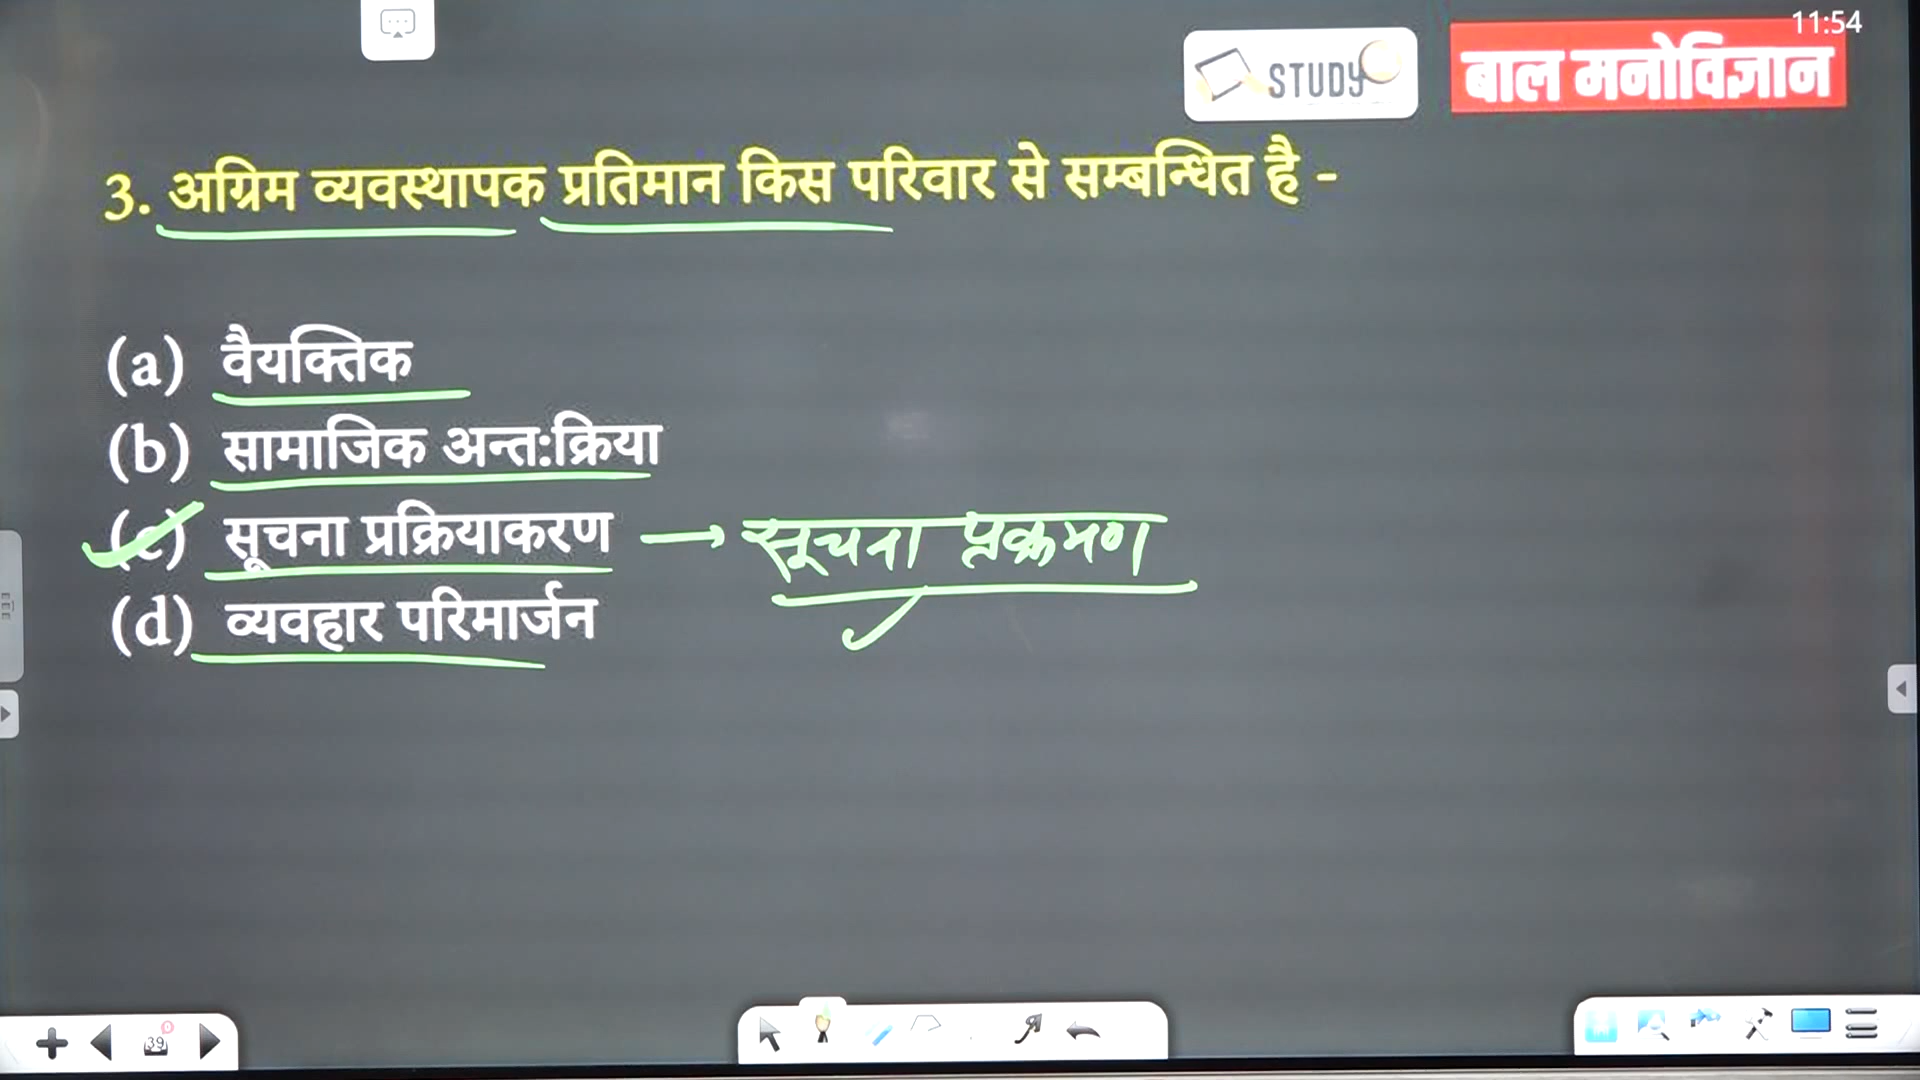 11:54
STUDY
बाल मनोविज्ञान
3. अग्रिम व्यवस्थापक प्रतिमान किस परिवार से सम्बन्धित है -
(a) वैयक्तिक
(b) सामाजिक अन्त:क्रिया
(c) सूचना प्रक्रियाकरण → सूचना प्रक्रमण
(d) व्यवहार परिमार्जन
39